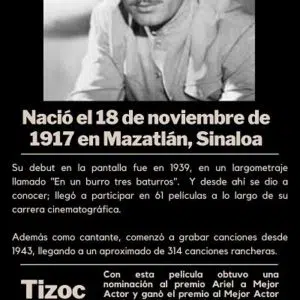 Nació el 18 de noviembre de
1917 en Mazatlán, Sinaloa
Su debut en la pantalla fue en 1939, en un largometraje
llamado "En un burro tres baturros". Y desde ahí se dio a
conocer; llegó a participar en 61 películas a lo largo de su
carrera cinematográfica.
Además como cantante, comenzó a grabar canciones desde
1943, llegando a un aproximado de 314 canciones rancheras.
Tizoc
Con esta película obtuvo una
nominación al premio Ariel a Mejor
Actor y ganó el premio al Mejor Actor